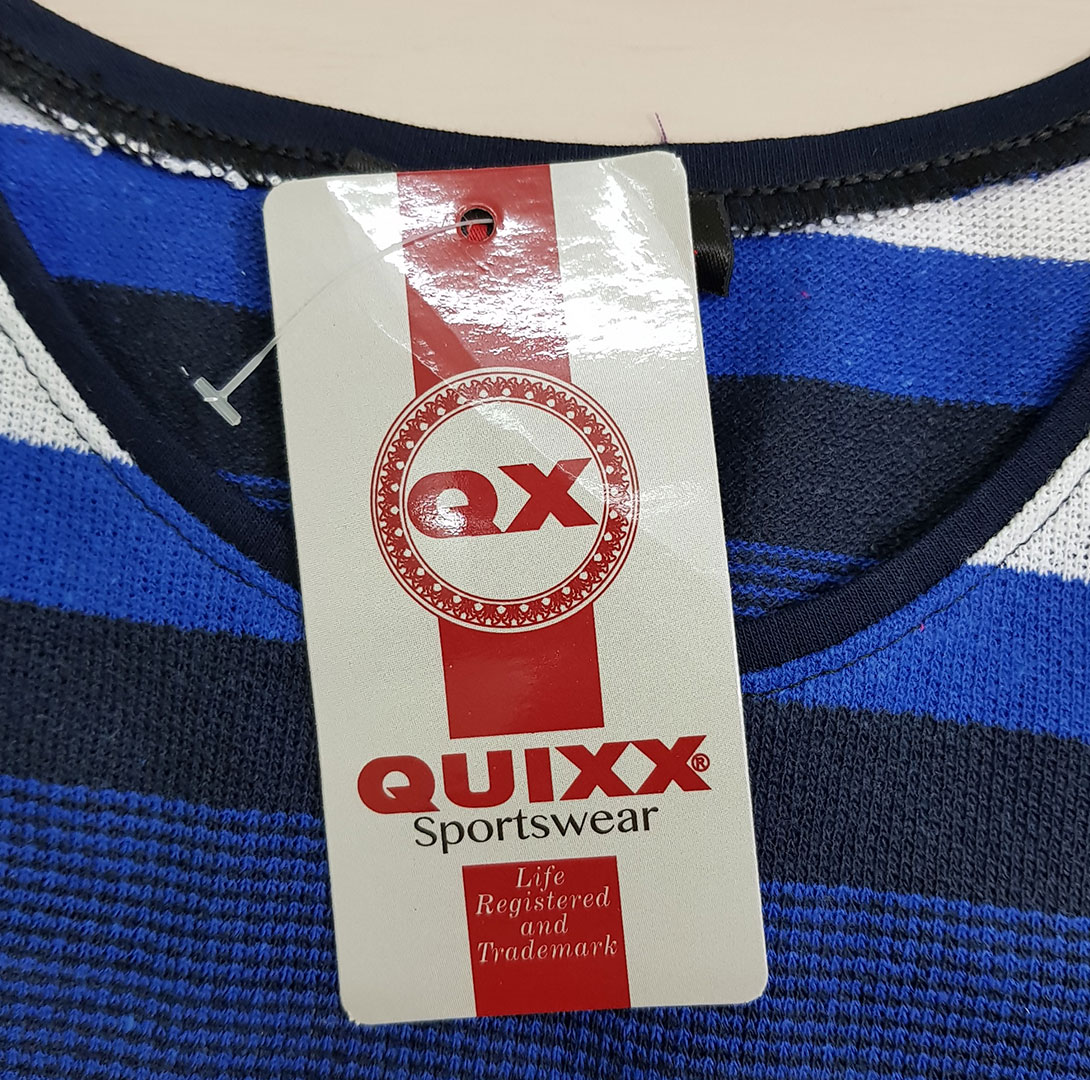 QX
QUIXX®
Sportswear
Life
Registered
and
Trademark